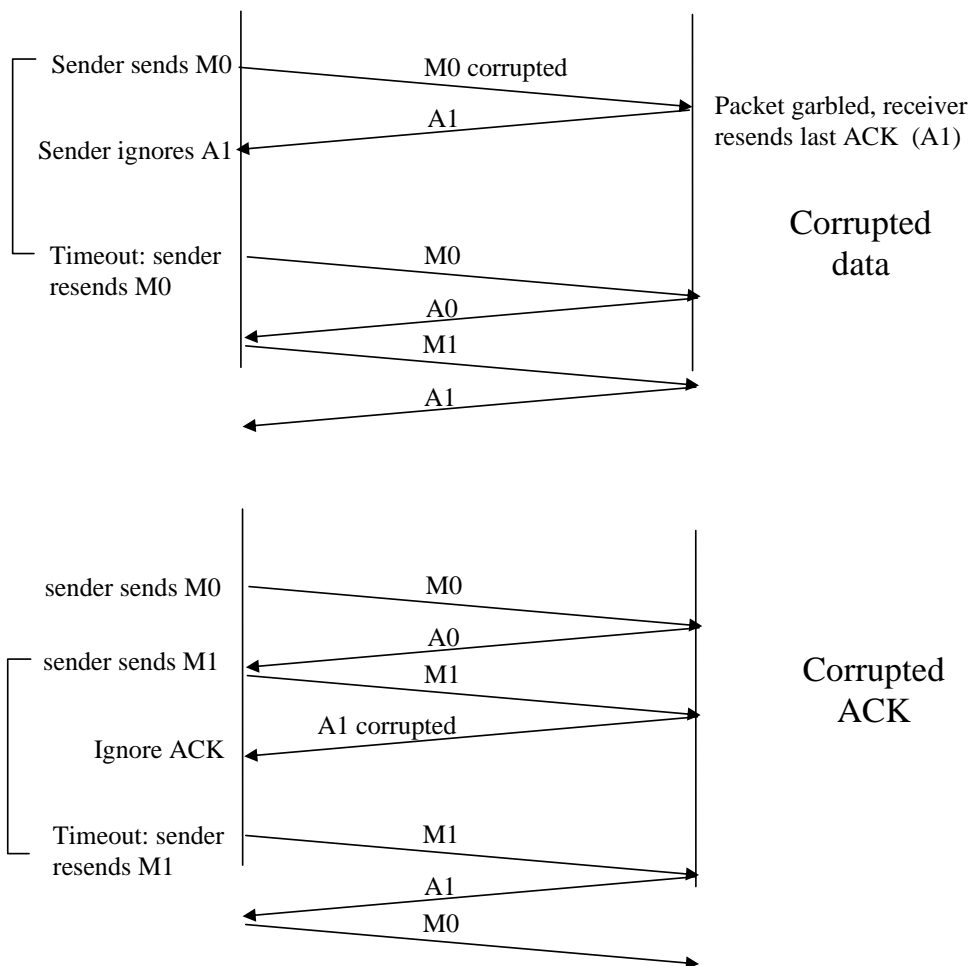 Sender sends M0
M0 corrupted
Packet garbled, receiver
resends last ACK (A1)
A1
Sender ignores A1
Corrupted
data
Timeout: sender
resends M0
M0
A0
M1
A1
sender sends M0
M0
A0
sender sends M1
M1
Corrupted
ACK
A1 corrupted
Ignore ACK
Timeout: sender
resends M1
M1
A1
M0